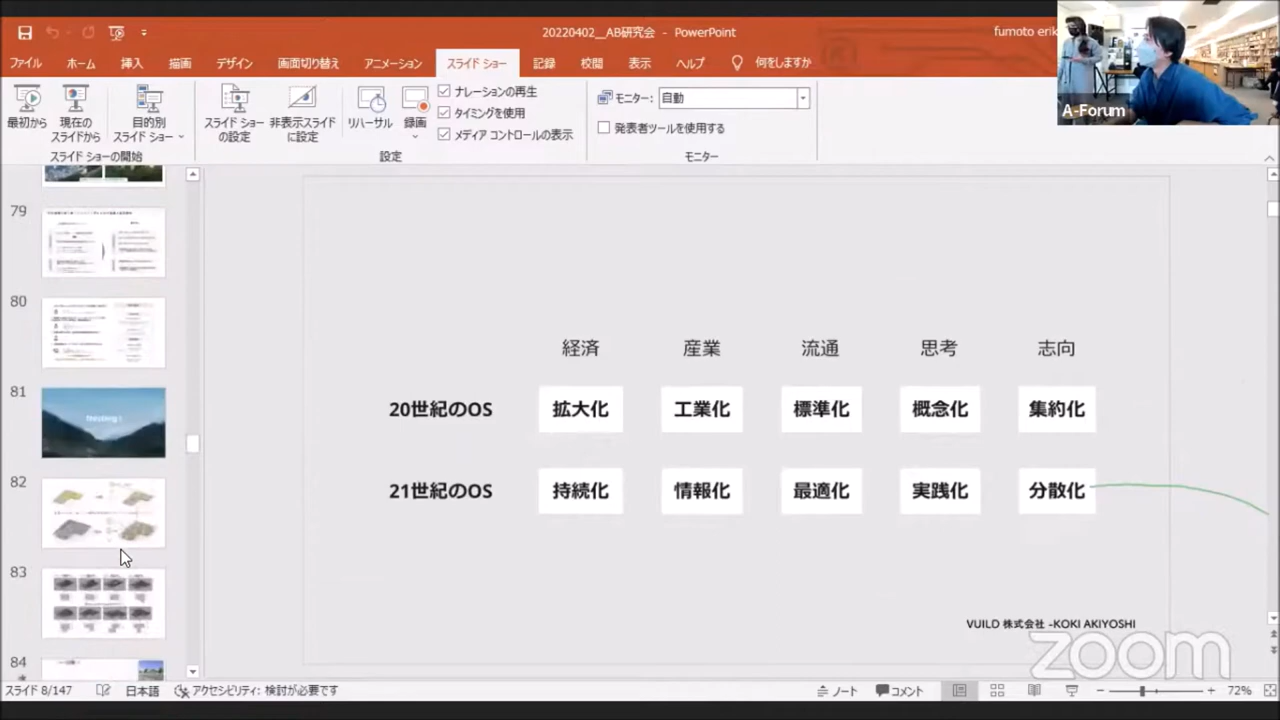 20220402__AB研究会 - PowerPoint
fumoto erik
ファイル ホーム 挿入 描画 デザイン 画面切り替え アニメーション スライド ショー 記録 校閲 表示 ヘルプ 何をしますか
A-Forum
最初から
現在の
スライドから
目的別
スライド ショー
スライド ショー
の設定
非表示スライド
に設定
リハーサル
録画
ナレーションの再生
タイミングを使用
メディア コントロールの表示
モニター: 自動
発表者ツールを使用する
スライド ショーの開始
設定
モニター
79
80
81
82
83
84
経済 産業 流通 思考 志向
20世紀のOS 拡大化 工業化 標準化 概念化 集約化
21世紀のOS 持続化 情報化 最適化 実践化 分散化
VUILD 株式会社 -KOKI AKIYOSHI
zoom
スライド 8/147 日本語 アクセシビリティ: 検討が必要です ノート コメント 72%